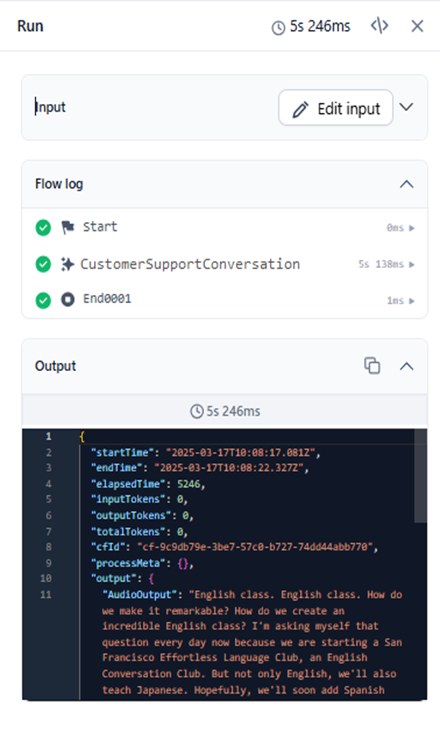 Run 5s 246ms </>
Input Edit input
Flow log
Start 0ms
CustomerSupportConversation 5s 138ms
End0001 1ms
Output
5s 246ms
1 {
2 "startTime": "2025-03-17T10:08:17.081Z",
3 "endTime": "2025-03-17T10:08:22.327Z",
4 "elapsedTime": 5246,
5 "inputTokens": 0,
6 "outputTokens": 0,
7 "totalTokens": 0,
8 "cfId": "cf-9c9db79e-3be7-57c0-b727-74dd44abb770",
9 "processMeta": {},
10 "output": {
11 "AudioOutput": "English class. English class. How do
we make it remarkable? How do we create an
incredible English class? I'm asking myself that
question every day now because we are starting a San
Francisco Effortless Language Club, an English
Conversation Club. But not only English, we'll also
teach Japanese. Hopefully, we'll soon add Spanish